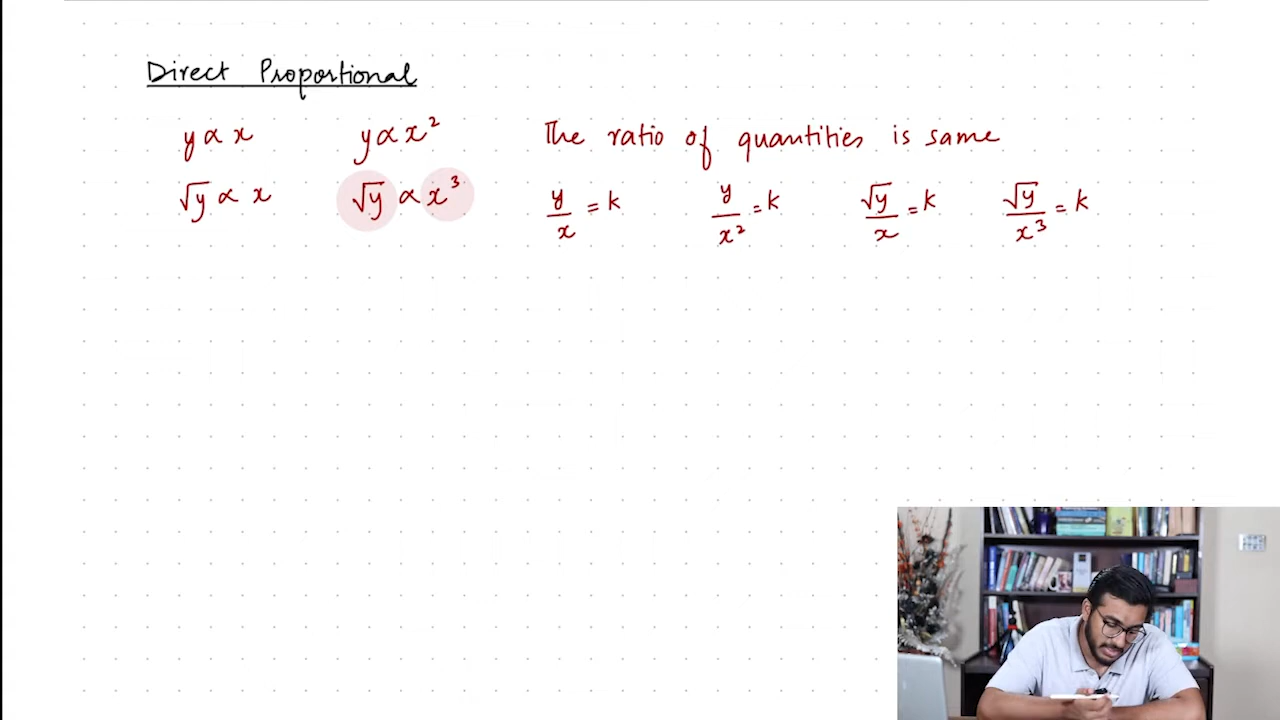 Direct Proportional
y ∝ x    y ∝ x²    The ratio of quantities is same
√y ∝ x    √y ∝ x³    y/x = k    y/x² = k    √y/x = k    √y/x³ = k